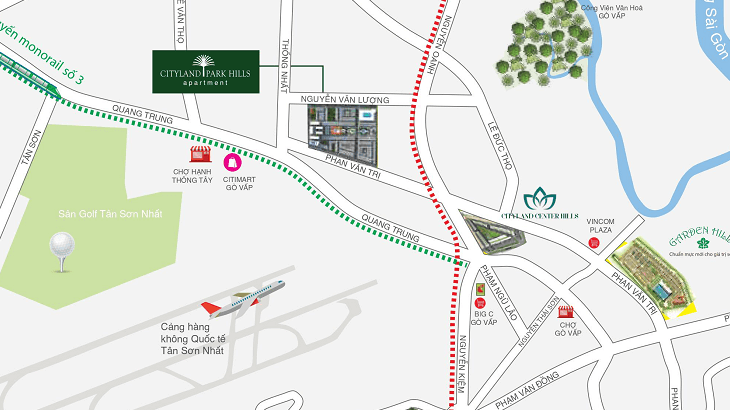 Công Viên Văn Hoá
GÒ VẤP
Sài Gòn
VĂN THỌ
THỐNG NHẤT
NGUYỄN OANH
CITYLAND PARK HILLS
apartment
monorail số 3
QUANG TRUNG
NGUYỄN VĂN LƯỢNG
TÂN SƠN
LÊ ĐỨC THỌ
PHAN VĂN TRỊ
CHỢ HẠNH
THÔNG TÂY
CITIMART
GÒ VẤP
Sân Golf Tân Sơn Nhất
QUANG TRUNG
CITYLAND CENTER HILLS
VINCOM
PLAZA
GARDEN HILL
Chuẩn mực mới cho giá trị
PHAN VĂN TRỊ
PHẠM NGŨ LÃO
NGUYỄN THÁI SƠN
BIG C
GÒ VẤP
CHỢ
GÒ VẤP
Cảng hàng
không Quốc tế
Tân Sơn Nhất
NGUYỄN KIỆM
PHẠM VĂN ĐỒNG